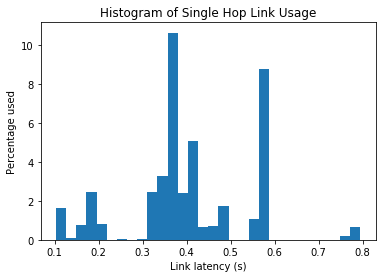 Histogram of Single Hop Link Usage
10
8
6
4
2
0
Percentage used
0.1 0.2 0.3 0.4 0.5 0.6 0.7 0.8
Link latency (s)